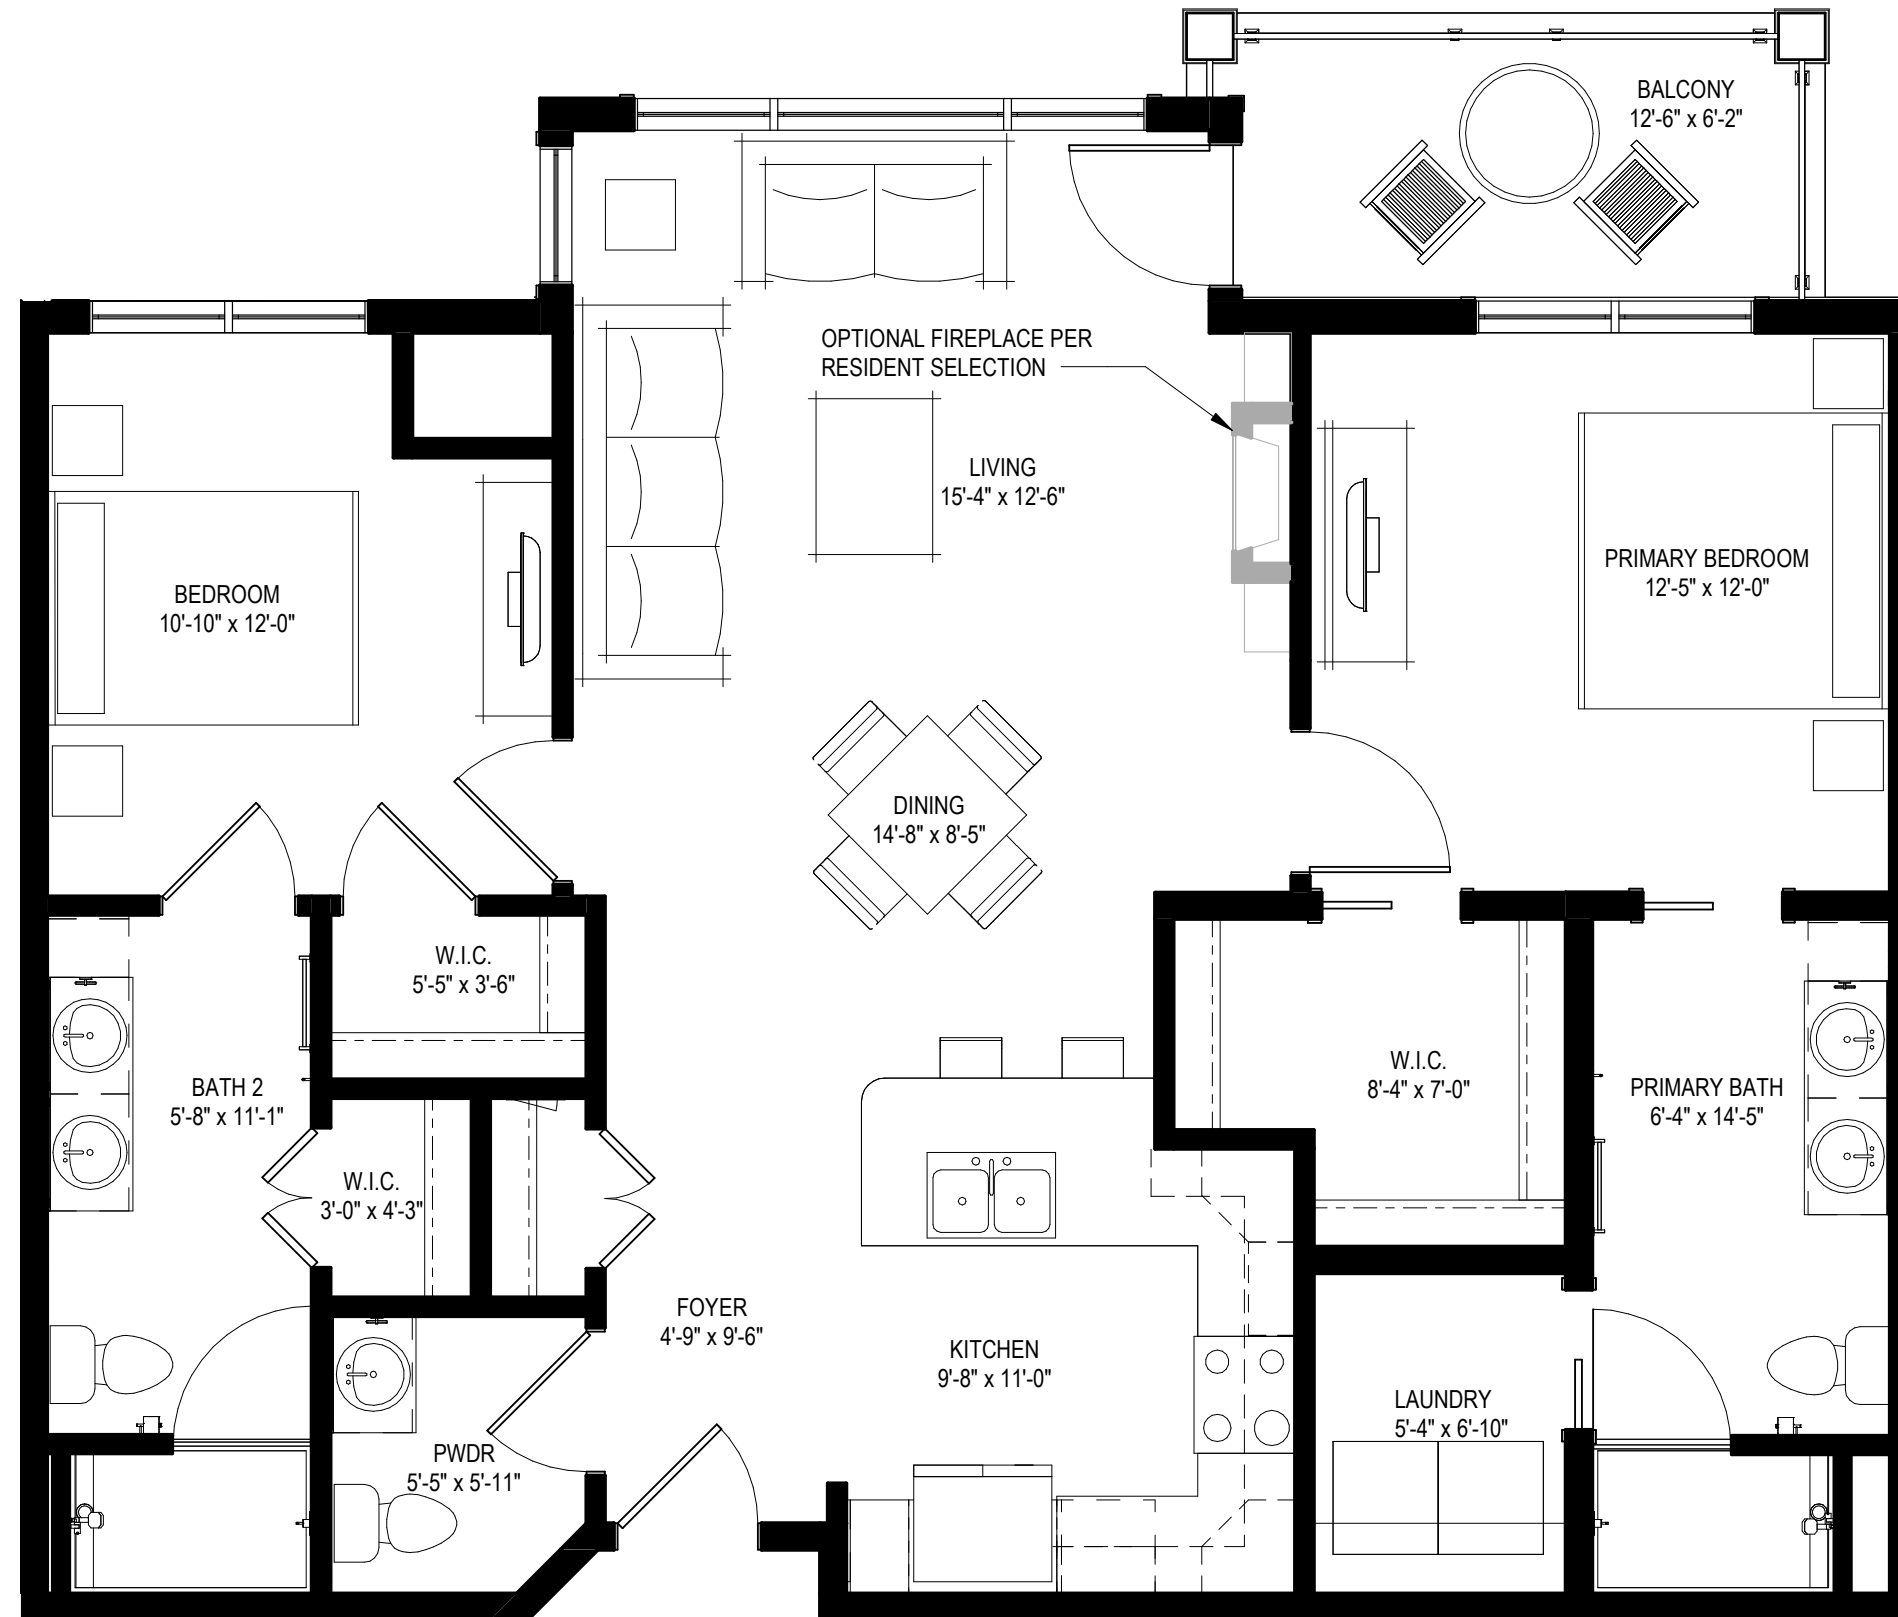 BALCONY
12'-6" x 6'-2"
OPTIONAL FIREPLACE PER
RESIDENT SELECTION
LIVING
15'-4" x 12'-6"
PRIMARY BEDROOM
12'-5" x 12'-0"
BEDROOM
10'-10" x 12'-0"
DINING
14'-8" x 8'-5"
W.I.C.
5'-5" x 3'-6"
W.I.C.
8'-4" x 7'-0"
BATH 2
5'-8" x 11'-1"
PRIMARY BATH
6'-4" x 14'-5"
W.I.C.
3'-0" x 4'-3"
FOYER
4'-9" x 9'-6"
KITCHEN
9'-8" x 11'-0"
LAUNDRY
5'-4" x 6'-10"
PWDR
5'-5" x 5'-11"